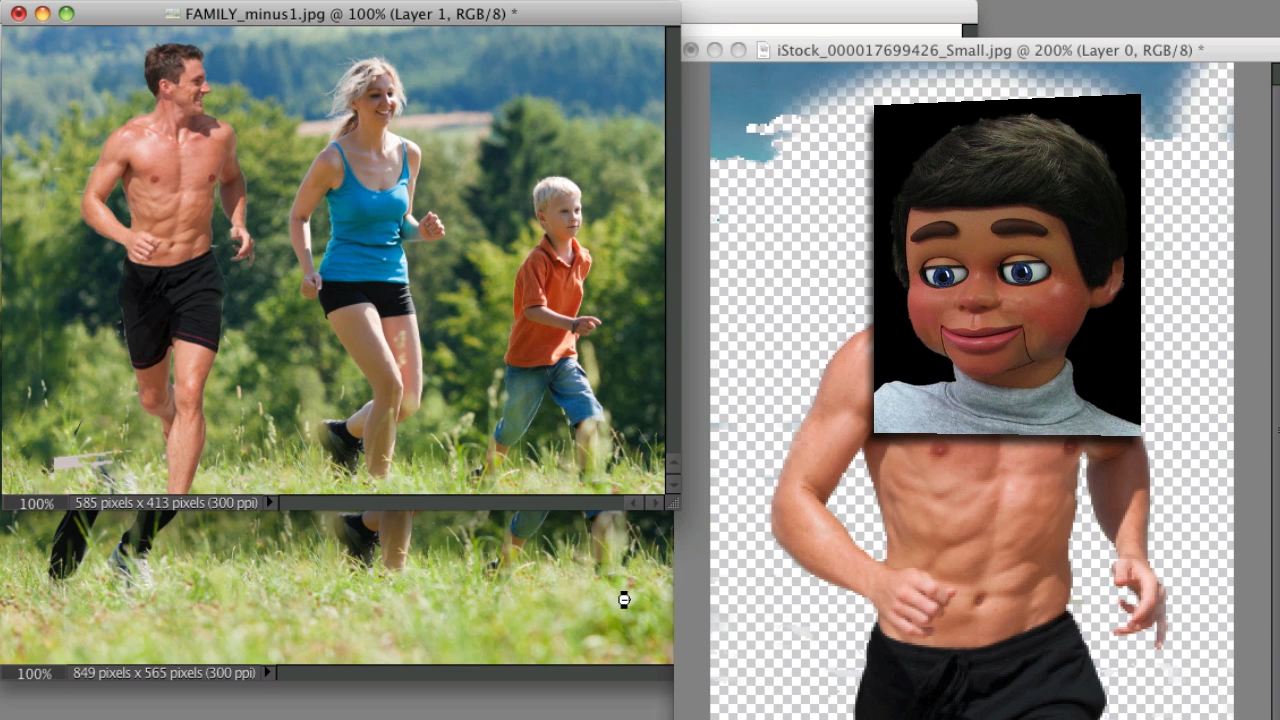 FAMILY_minus1.jpg @ 100% (Layer 1, RGB/8) *
iStock_000017699426_Small.jpg @ 200% (Layer 0, RGB/8) *
100% 585 pixels x 413 pixels (300 ppi)
100% 849 pixels x 565 pixels (300 ppi)